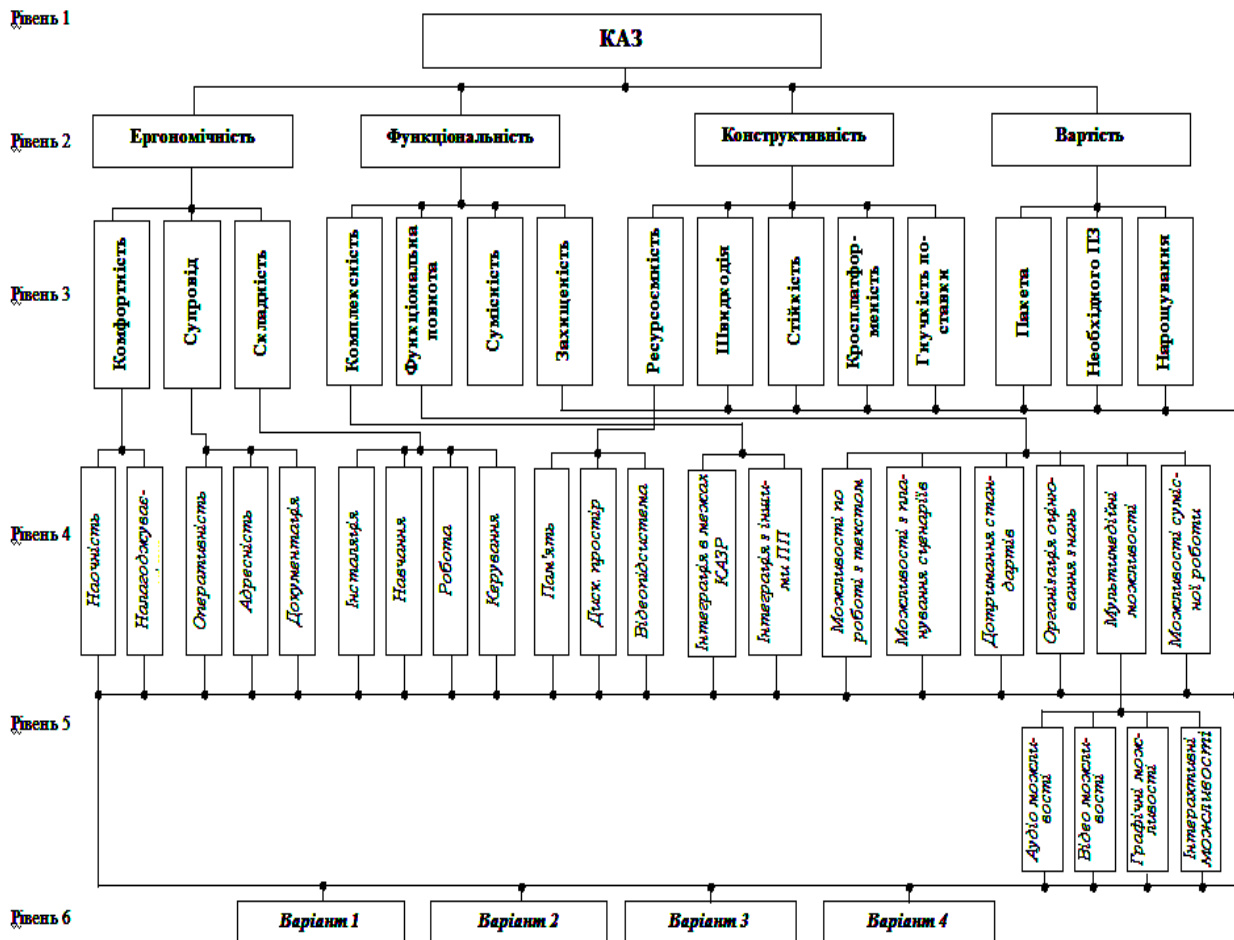 Рівень 1
КАЗ
Рівень 2
Ергономічність
Функціональність
Конструктивність
Вартість
Рівень 3
Комфортність
Супровід
Складність
Комплексність
Функціональна
повнота
Сумісність
Захищеність
Ресурсоємність
Швидкодія
Стійкість
Кросплатфор-
меність
Гнучкість по-
ставки
Пакета
Необхідного ПЗ
Нарощування
Рівень 4
Наочність
Налагоджуває-
Оперативність
Адресність
Документація
Інсталяція
Навчання
Робота
Керування
Пам'ять
Диск. простір
Відеопідсистема
Інтеграція в межах
КАЗР
Інтеграція з інши-
ми ПП
Можливості по
роботі з текстом
Можливості з пла-
нування сценаріїв
Дотримання стан-
дартів
Організація оціню-
вання знань
Мультимедійні
можливості
Можливості суміс-
ної роботи
Рівень 5
Аудіо можли-
вості
Відео можли-
вості
Графічні мож-
ливості
Інтерактивні
можливості
Рівень 6
Варіант 1
Варіант 2
Варіант 3
Варіант 4